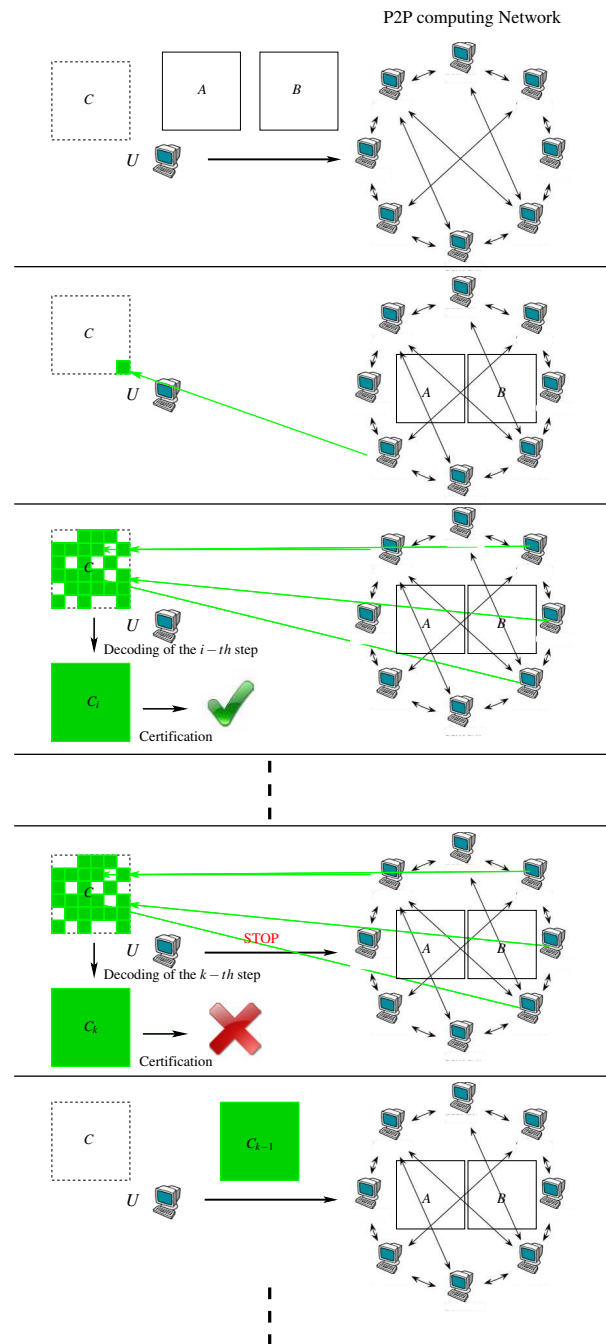 P2P computing Network
C
A
B
U
C
U
A
B
C
U
A
B
Decoding of the i − th step
C_i
Certification
C
U
STOP
A
B
Decoding of the k − th step
C_k
Certification
C
C_{k−1}
U
A
B